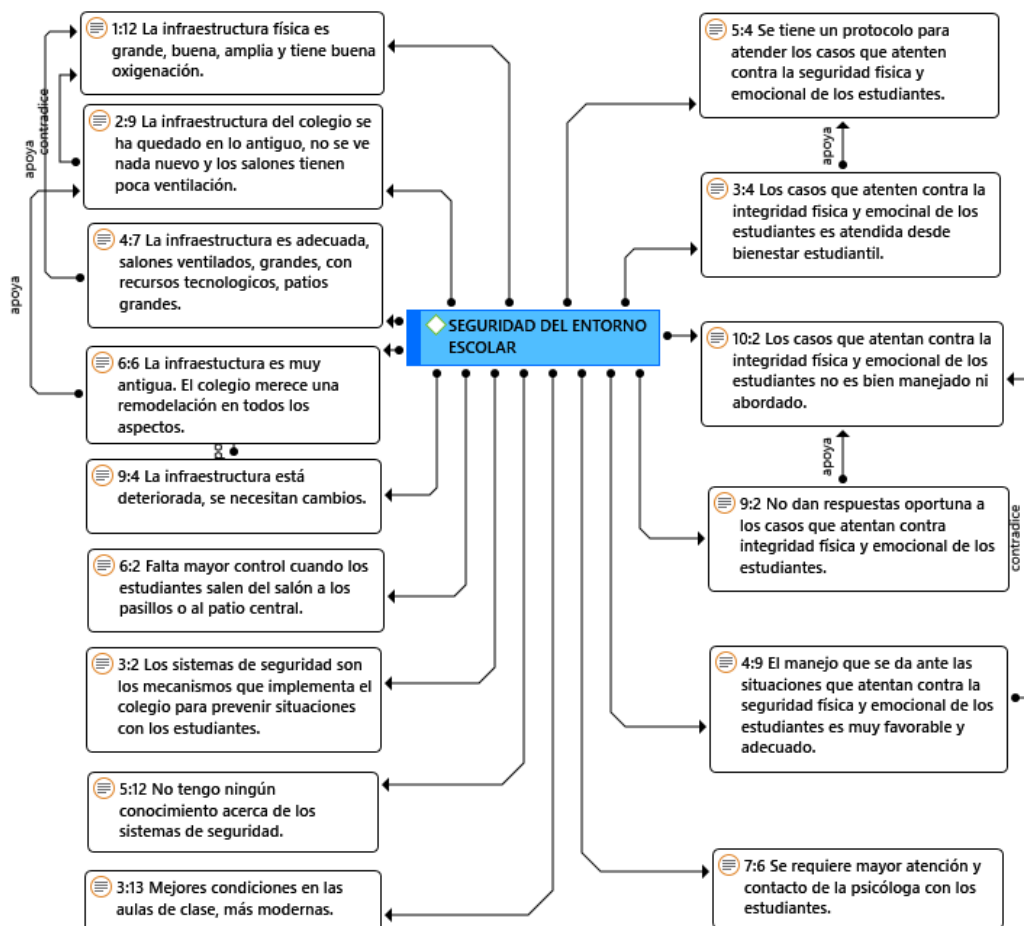 1:12 La infraestructura física es
grande, buena, amplia y tiene buena
oxigenación.
contradice
apoya
2:9 La infraestructura del colegio se
ha quedado en lo antiguo, no se ve
nada nuevo y los salones tienen
poca ventilación.
4:7 La infraestructura es adecuada,
salones ventilados, grandes, con
recursos tecnologicos, patios
grandes.
apoya
6:6 La infraestuctura es muy
antigua. El colegio merece una
remodelación en todos los
aspectos.
9:4 La infraestructura está
deteriorada, se necesitan cambios.
6:2 Falta mayor control cuando los
estudiantes salen del salón a los
pasillos o al patio central.
3:2 Los sistemas de seguridad son
los mecanismos que implementa el
colegio para prevenir situaciones
con los estudiantes.
5:12 No tengo ningún
conocimiento acerca de los
sistemas de seguridad.
3:13 Mejores condiciones en las
aulas de clase, más modernas.
SEGURIDAD DEL ENTORNO
ESCOLAR
5:4 Se tiene un protocolo para
atender los casos que atenten
contra la seguridad fisica y
emocional de los estudiantes.
apoya
3:4 Los casos que atenten contra la
integridad fisica y emocinal de los
estudiantes es atendida desde
bienestar estudiantil.
10:2 Los casos que atentan contra la
integridad física y emocional de los
estudiantes no es bien manejado ni
abordado.
apoya
9:2 No dan respuestas oportuna a
los casos que atentan contra
integridad física y emocional de los
estudiantes.
contradice
4:9 El manejo que se da ante las
situaciones que atentan contra la
seguridad física y emocional de los
estudiantes es muy favorable y
adecuado.
7:6 Se requiere mayor atención y
contacto de la psicóloga con los
estudiantes.